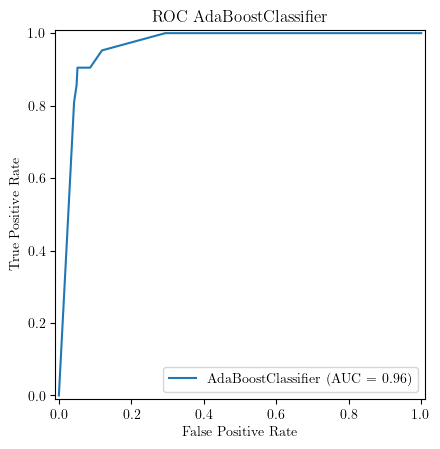 ROC AdaBoostClassifier
1.0
0.8
0.6
0.4
0.2
0.0
True Positive Rate
AdaBoostClassifier (AUC = 0.96)
0.0 0.2 0.4 0.6 0.8 1.0
False Positive Rate